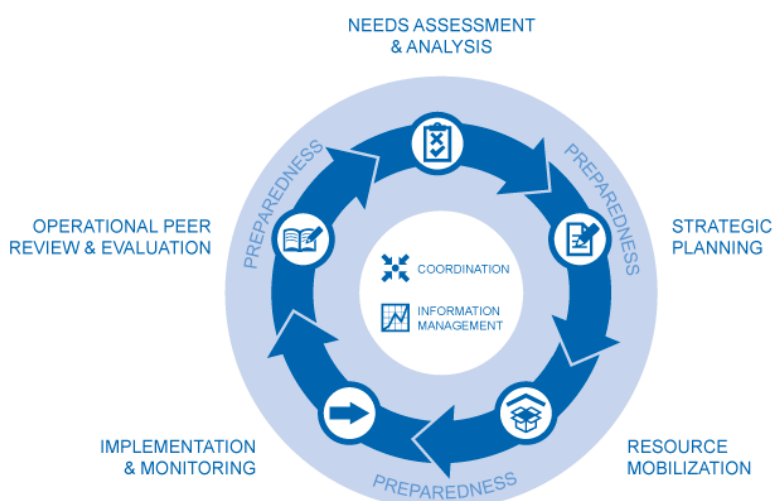 NEEDS ASSESSMENT
& ANALYSIS
PREPAREDNESS
PREPAREDNESS
OPERATIONAL PEER
REVIEW & EVALUATION
STRATEGIC
PLANNING
COORDINATION
INFORMATION
MANAGEMENT
IMPLEMENTATION
& MONITORING
RESOURCE
MOBILIZATION
PREPAREDNESS